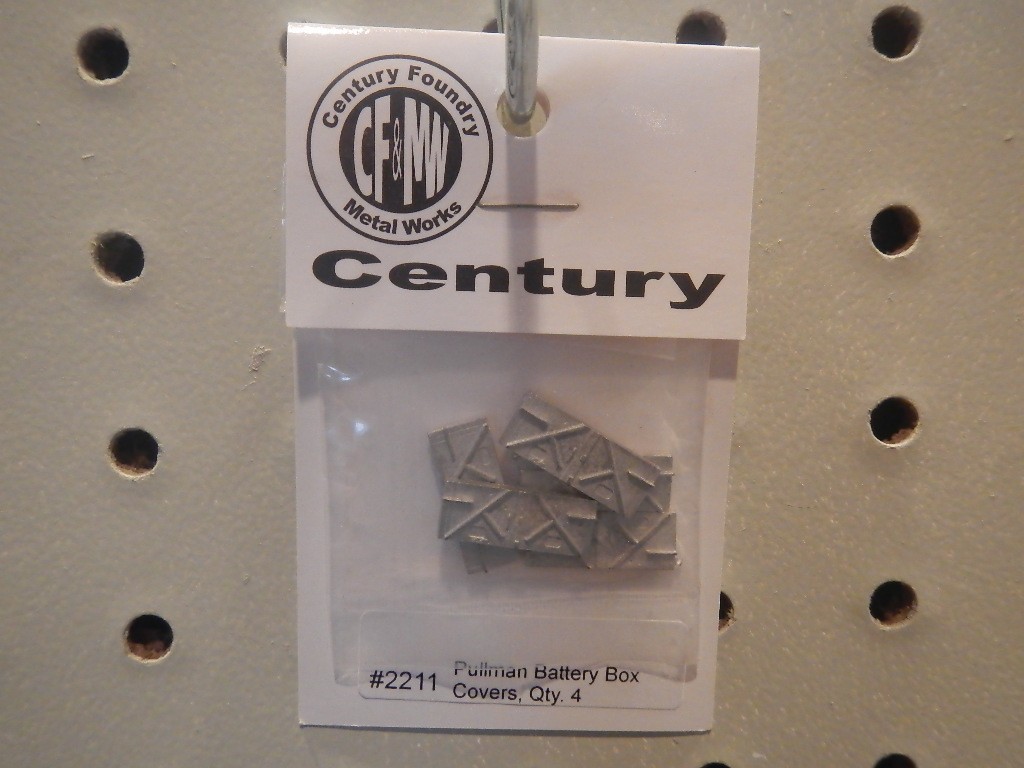 Century Foundry
CF&MW
Metal Works
Century
#2211 Pullman Battery Box
Covers, Qty. 4